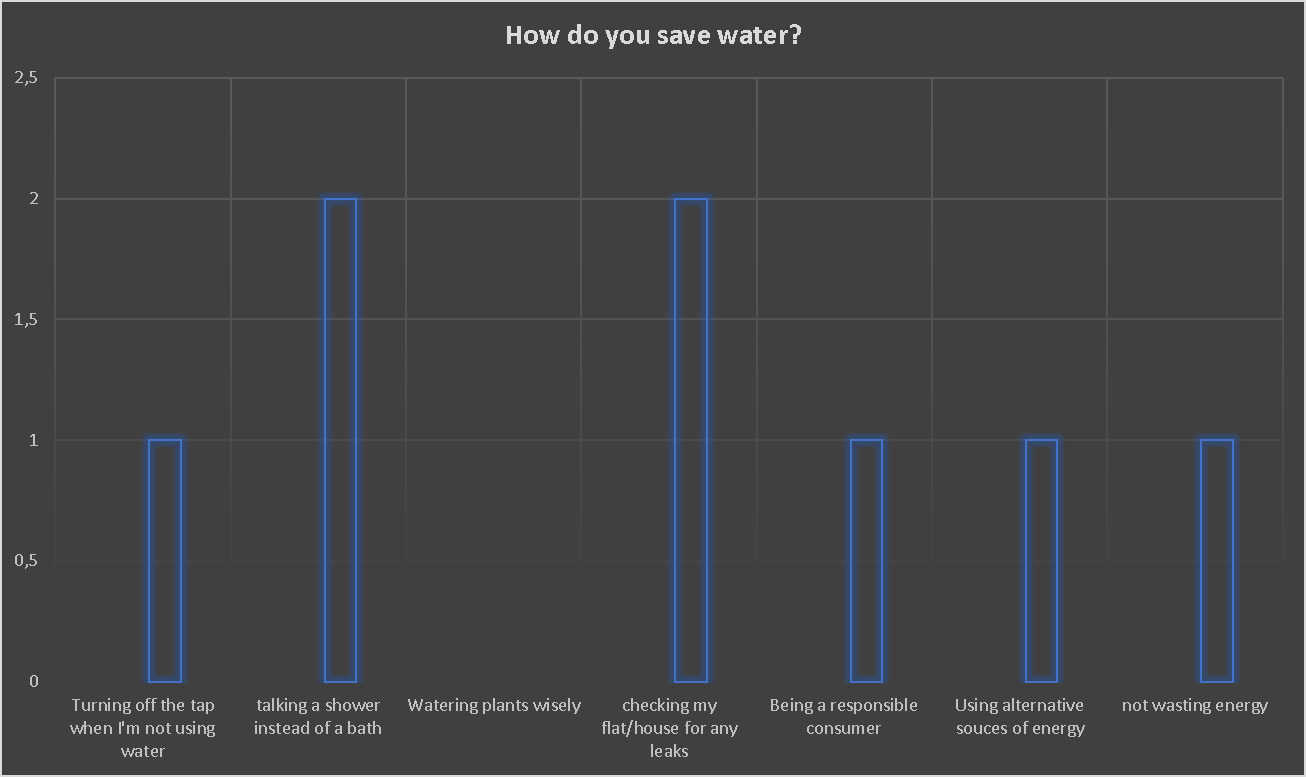 How do you save water?
2,5
2
1,5
1
0,5
0
Turning off the tap
when I'm not using
water
talking a shower
instead of a bath
Watering plants wisely
checking my
flat/house for any
leaks
Being a responsible
consumer
Using alternative
souces of energy
not wasting energy